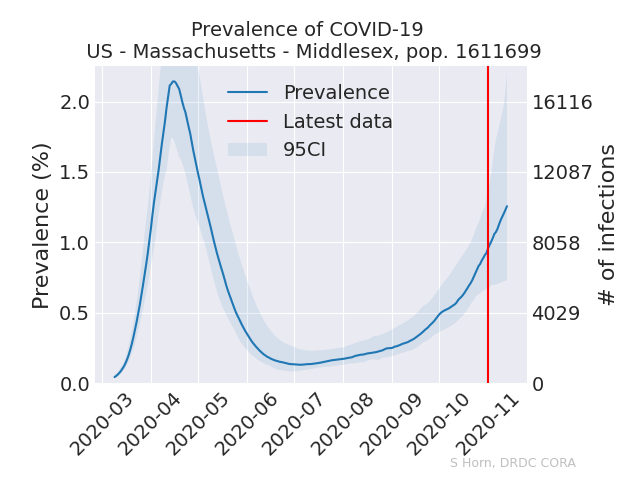 Prevalence of COVID-19
US - Massachusetts - Middlesex, pop. 1611699
Prevalence
Latest data
95CI
Prevalence (%)
2.0
1.5
1.0
0.5
0.0
16116
12087
8058
4029
0
# of infections
2020-03
2020-04
2020-05
2020-06
2020-07
2020-08
2020-09
2020-10
2020-11
S Horn, DRDC CORA